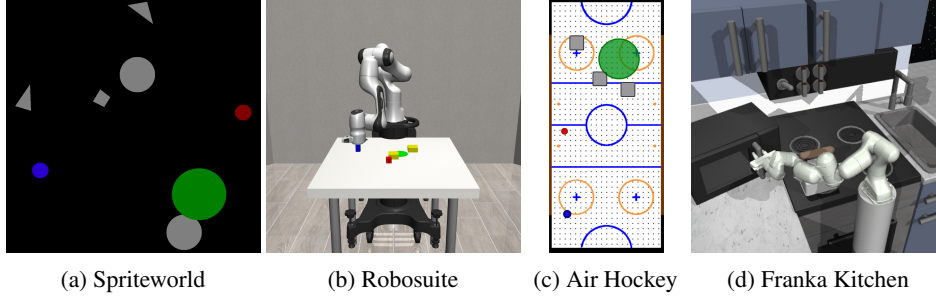 (a) Spriteworld
(b) Robosuite
(c) Air Hockey
(d) Franka Kitchen